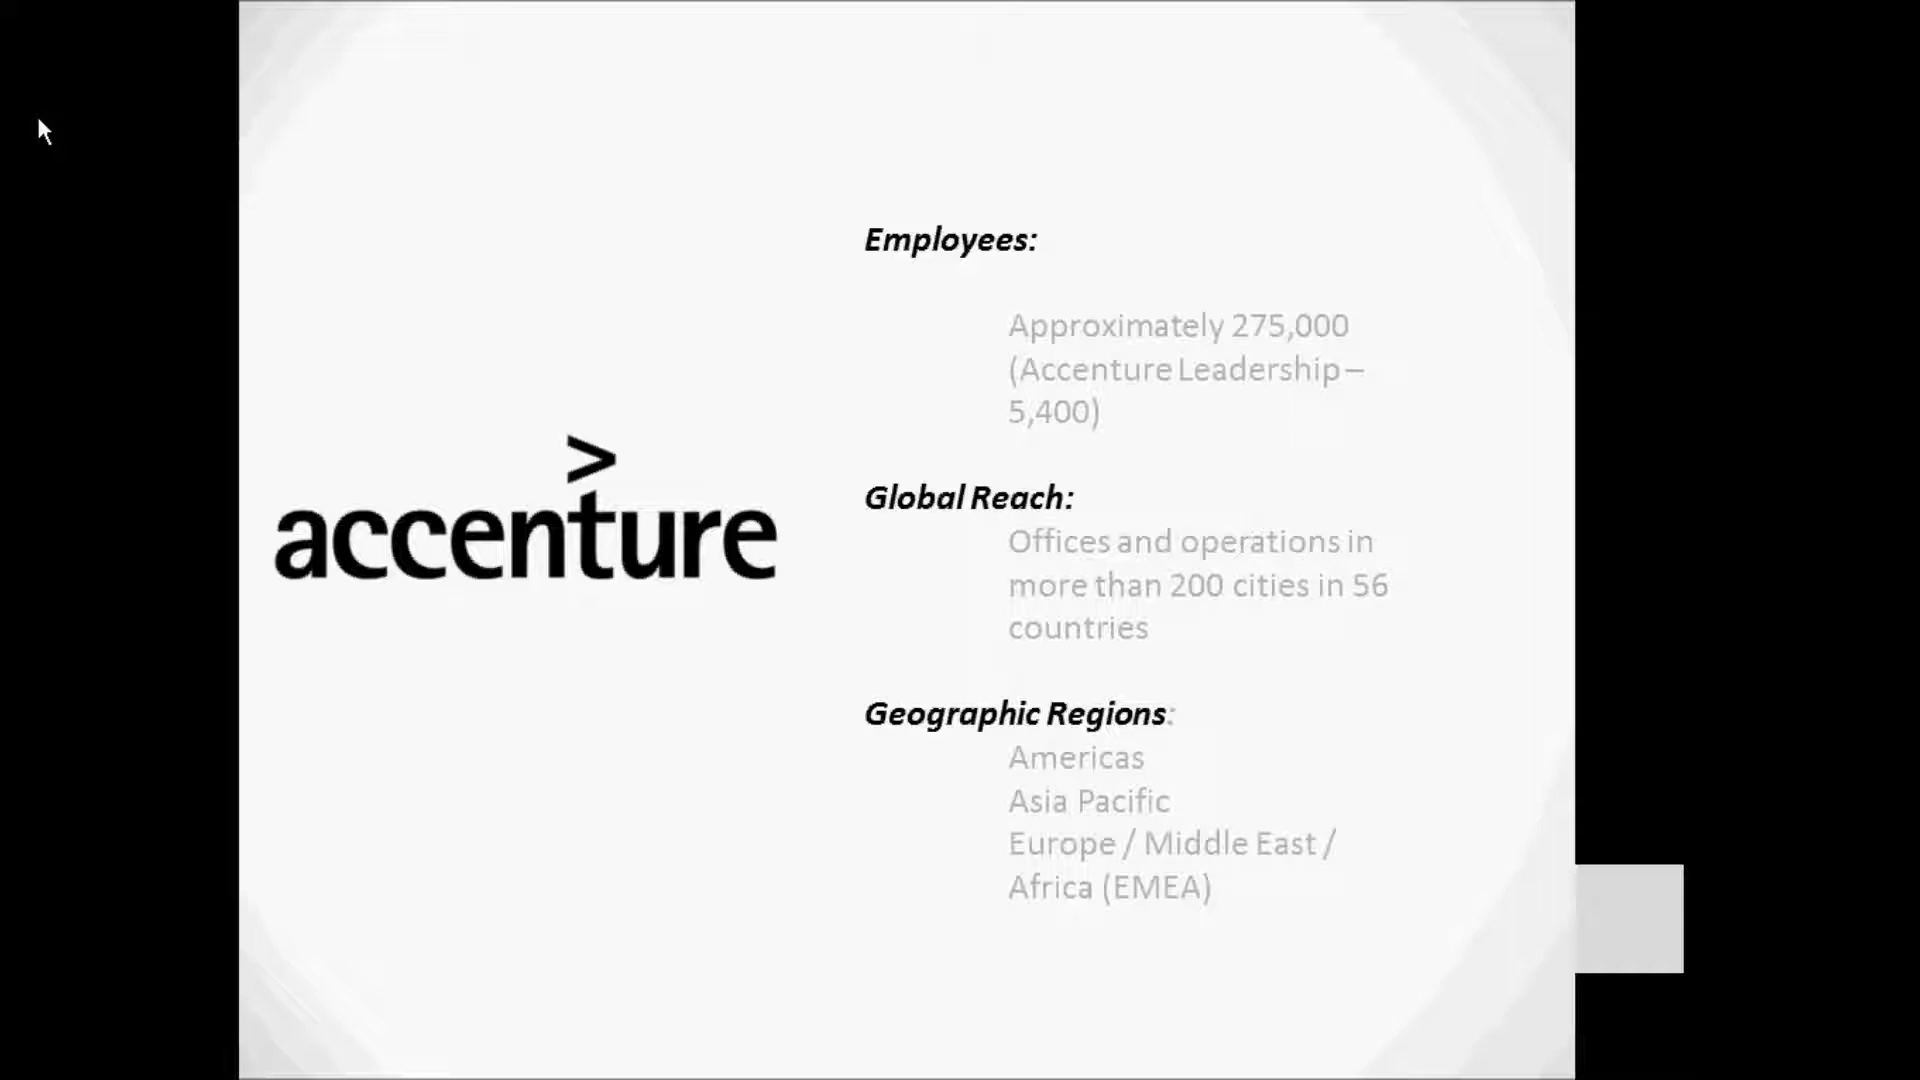 >
accenture
Employees:
Approximately 275,000
(Accenture Leadership –
5,400)
Global Reach:
Offices and operations in
more than 200 cities in 56
countries
Geographic Regions:
Americas
Asia Pacific
Europe / Middle East /
Africa (EMEA)